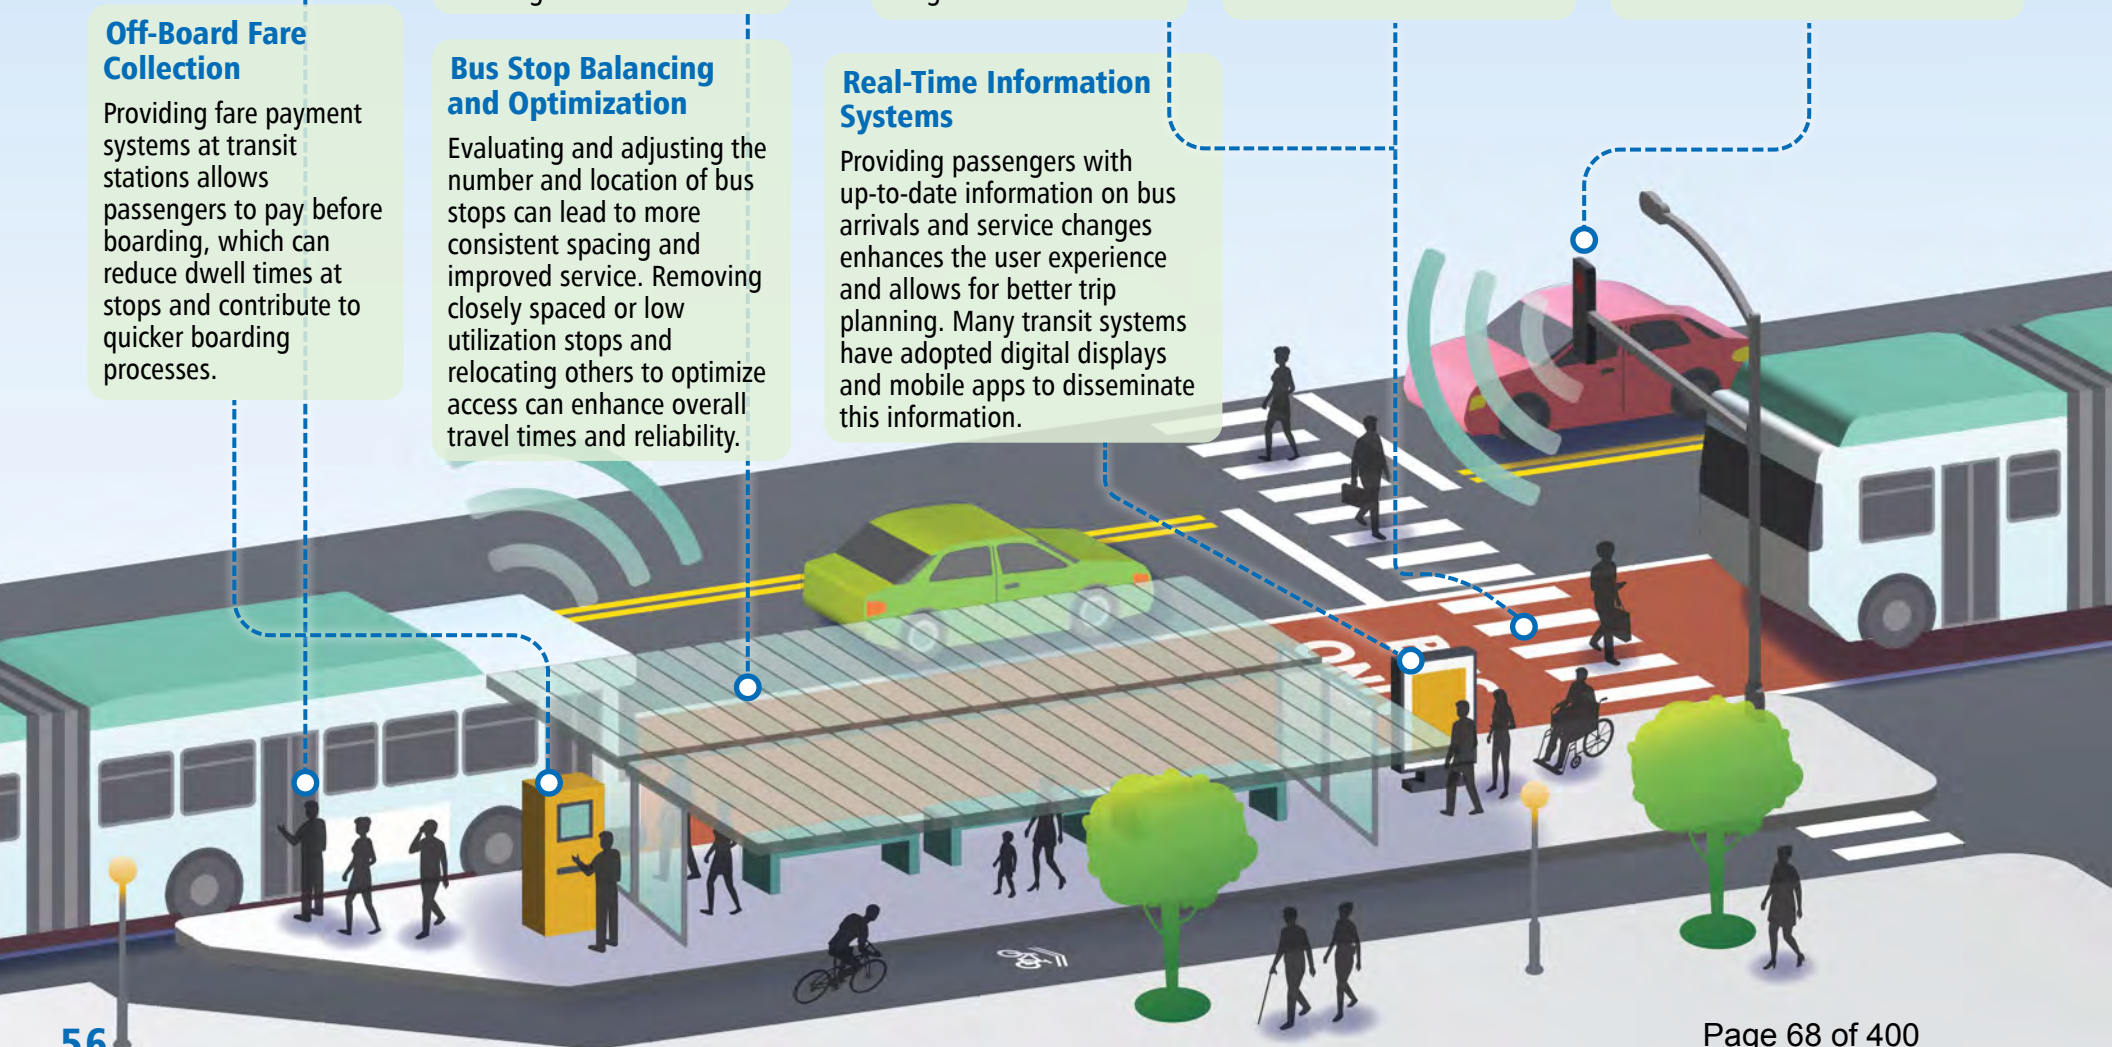 Off-Board Fare
Collection
Providing fare payment
systems at transit
stations allows
passengers to pay before
boarding, which can
reduce dwell times at
stops and contribute to
quicker boarding
processes.
Bus Stop Balancing
and Optimization
Evaluating and adjusting the
number and location of bus
stops can lead to more
consistent spacing and
improved service. Removing
closely spaced or low
utilization stops and
relocating others to optimize
access can enhance overall
travel times and reliability.
Real-Time Information
Systems
Providing passengers with
up-to-date information on bus
arrivals and service changes
enhances the user experience
and allows for better trip
planning. Many transit systems
have adopted digital displays
and mobile apps to disseminate
this information.
56
Page 68 of 400